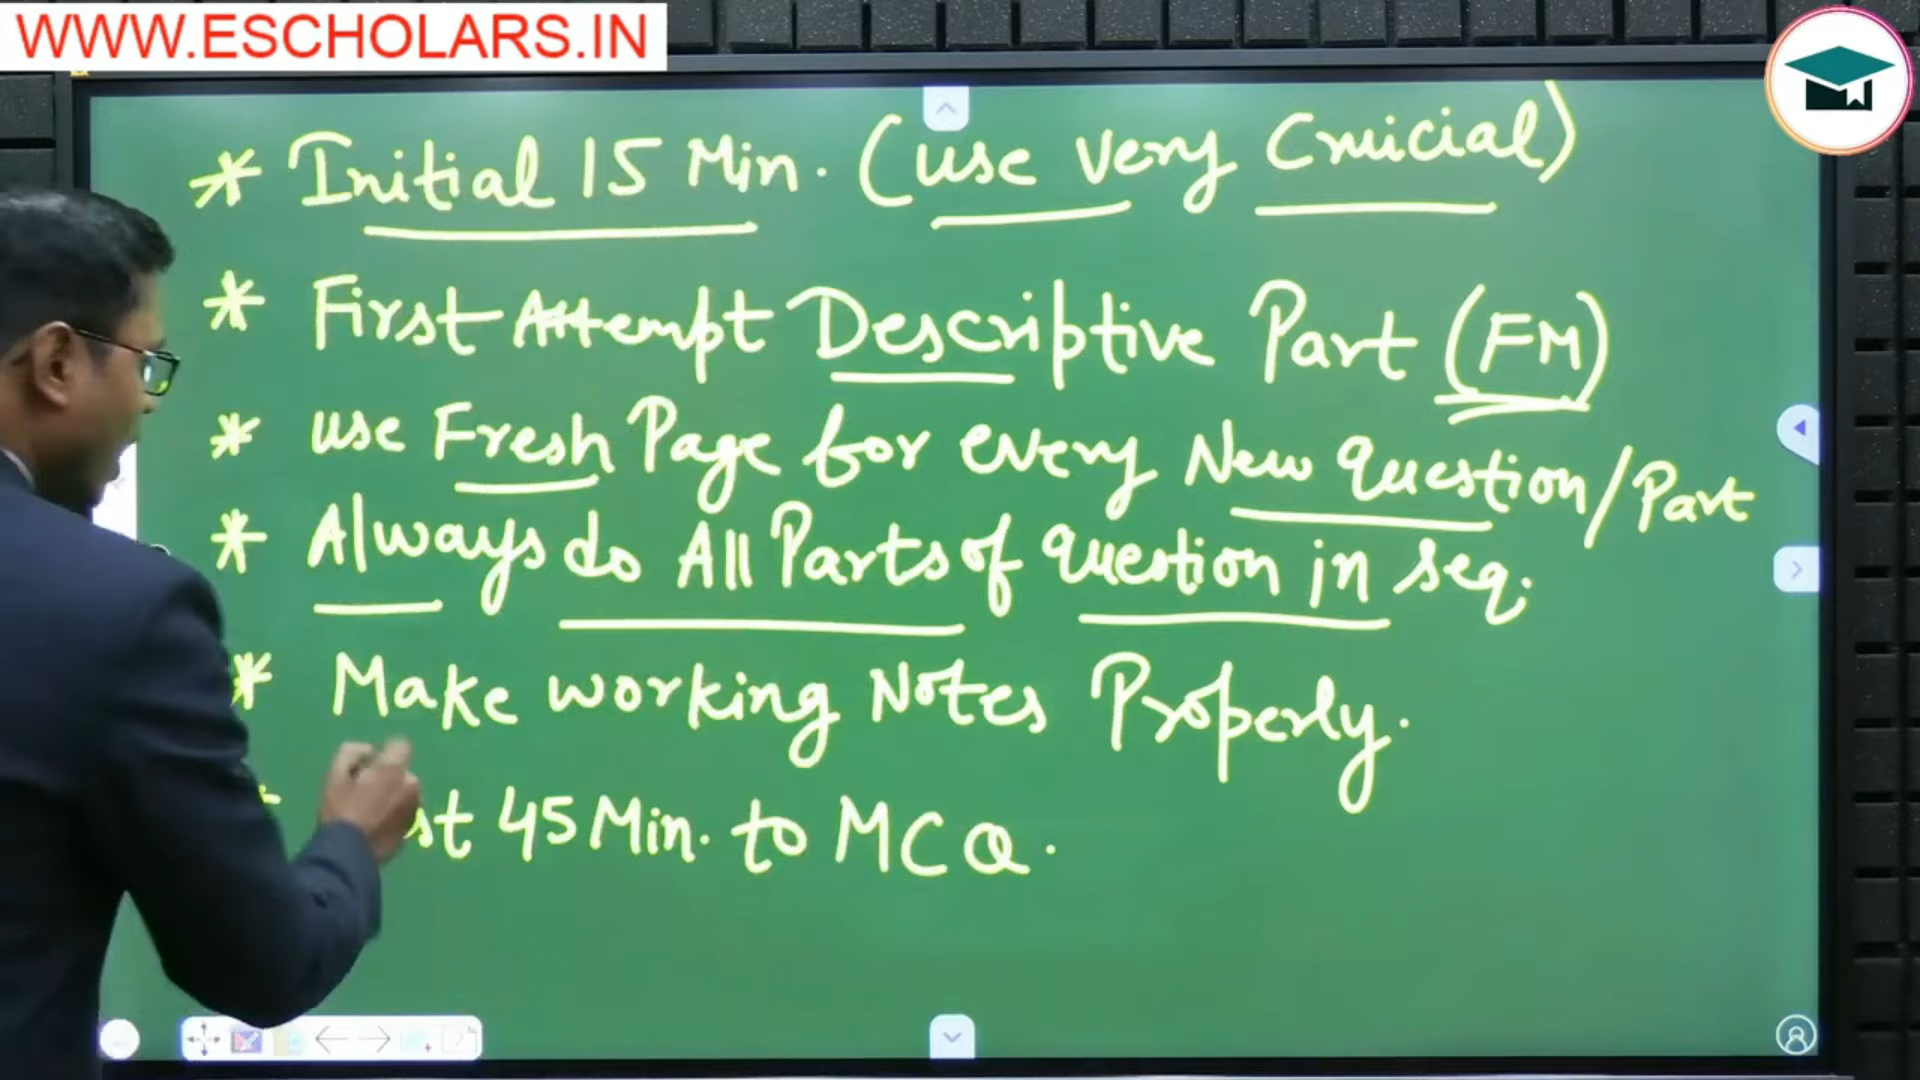 WWW.ESCHOLARS.IN
* Initial 15 Min. (use very Cruicial)
* First Attempt Descriptive Part (FM)
* use Fresh Page for every New question/Part
* Always do All Parts of question in seq.
* Make working Notes Properly.
45 Min. to MCQ.